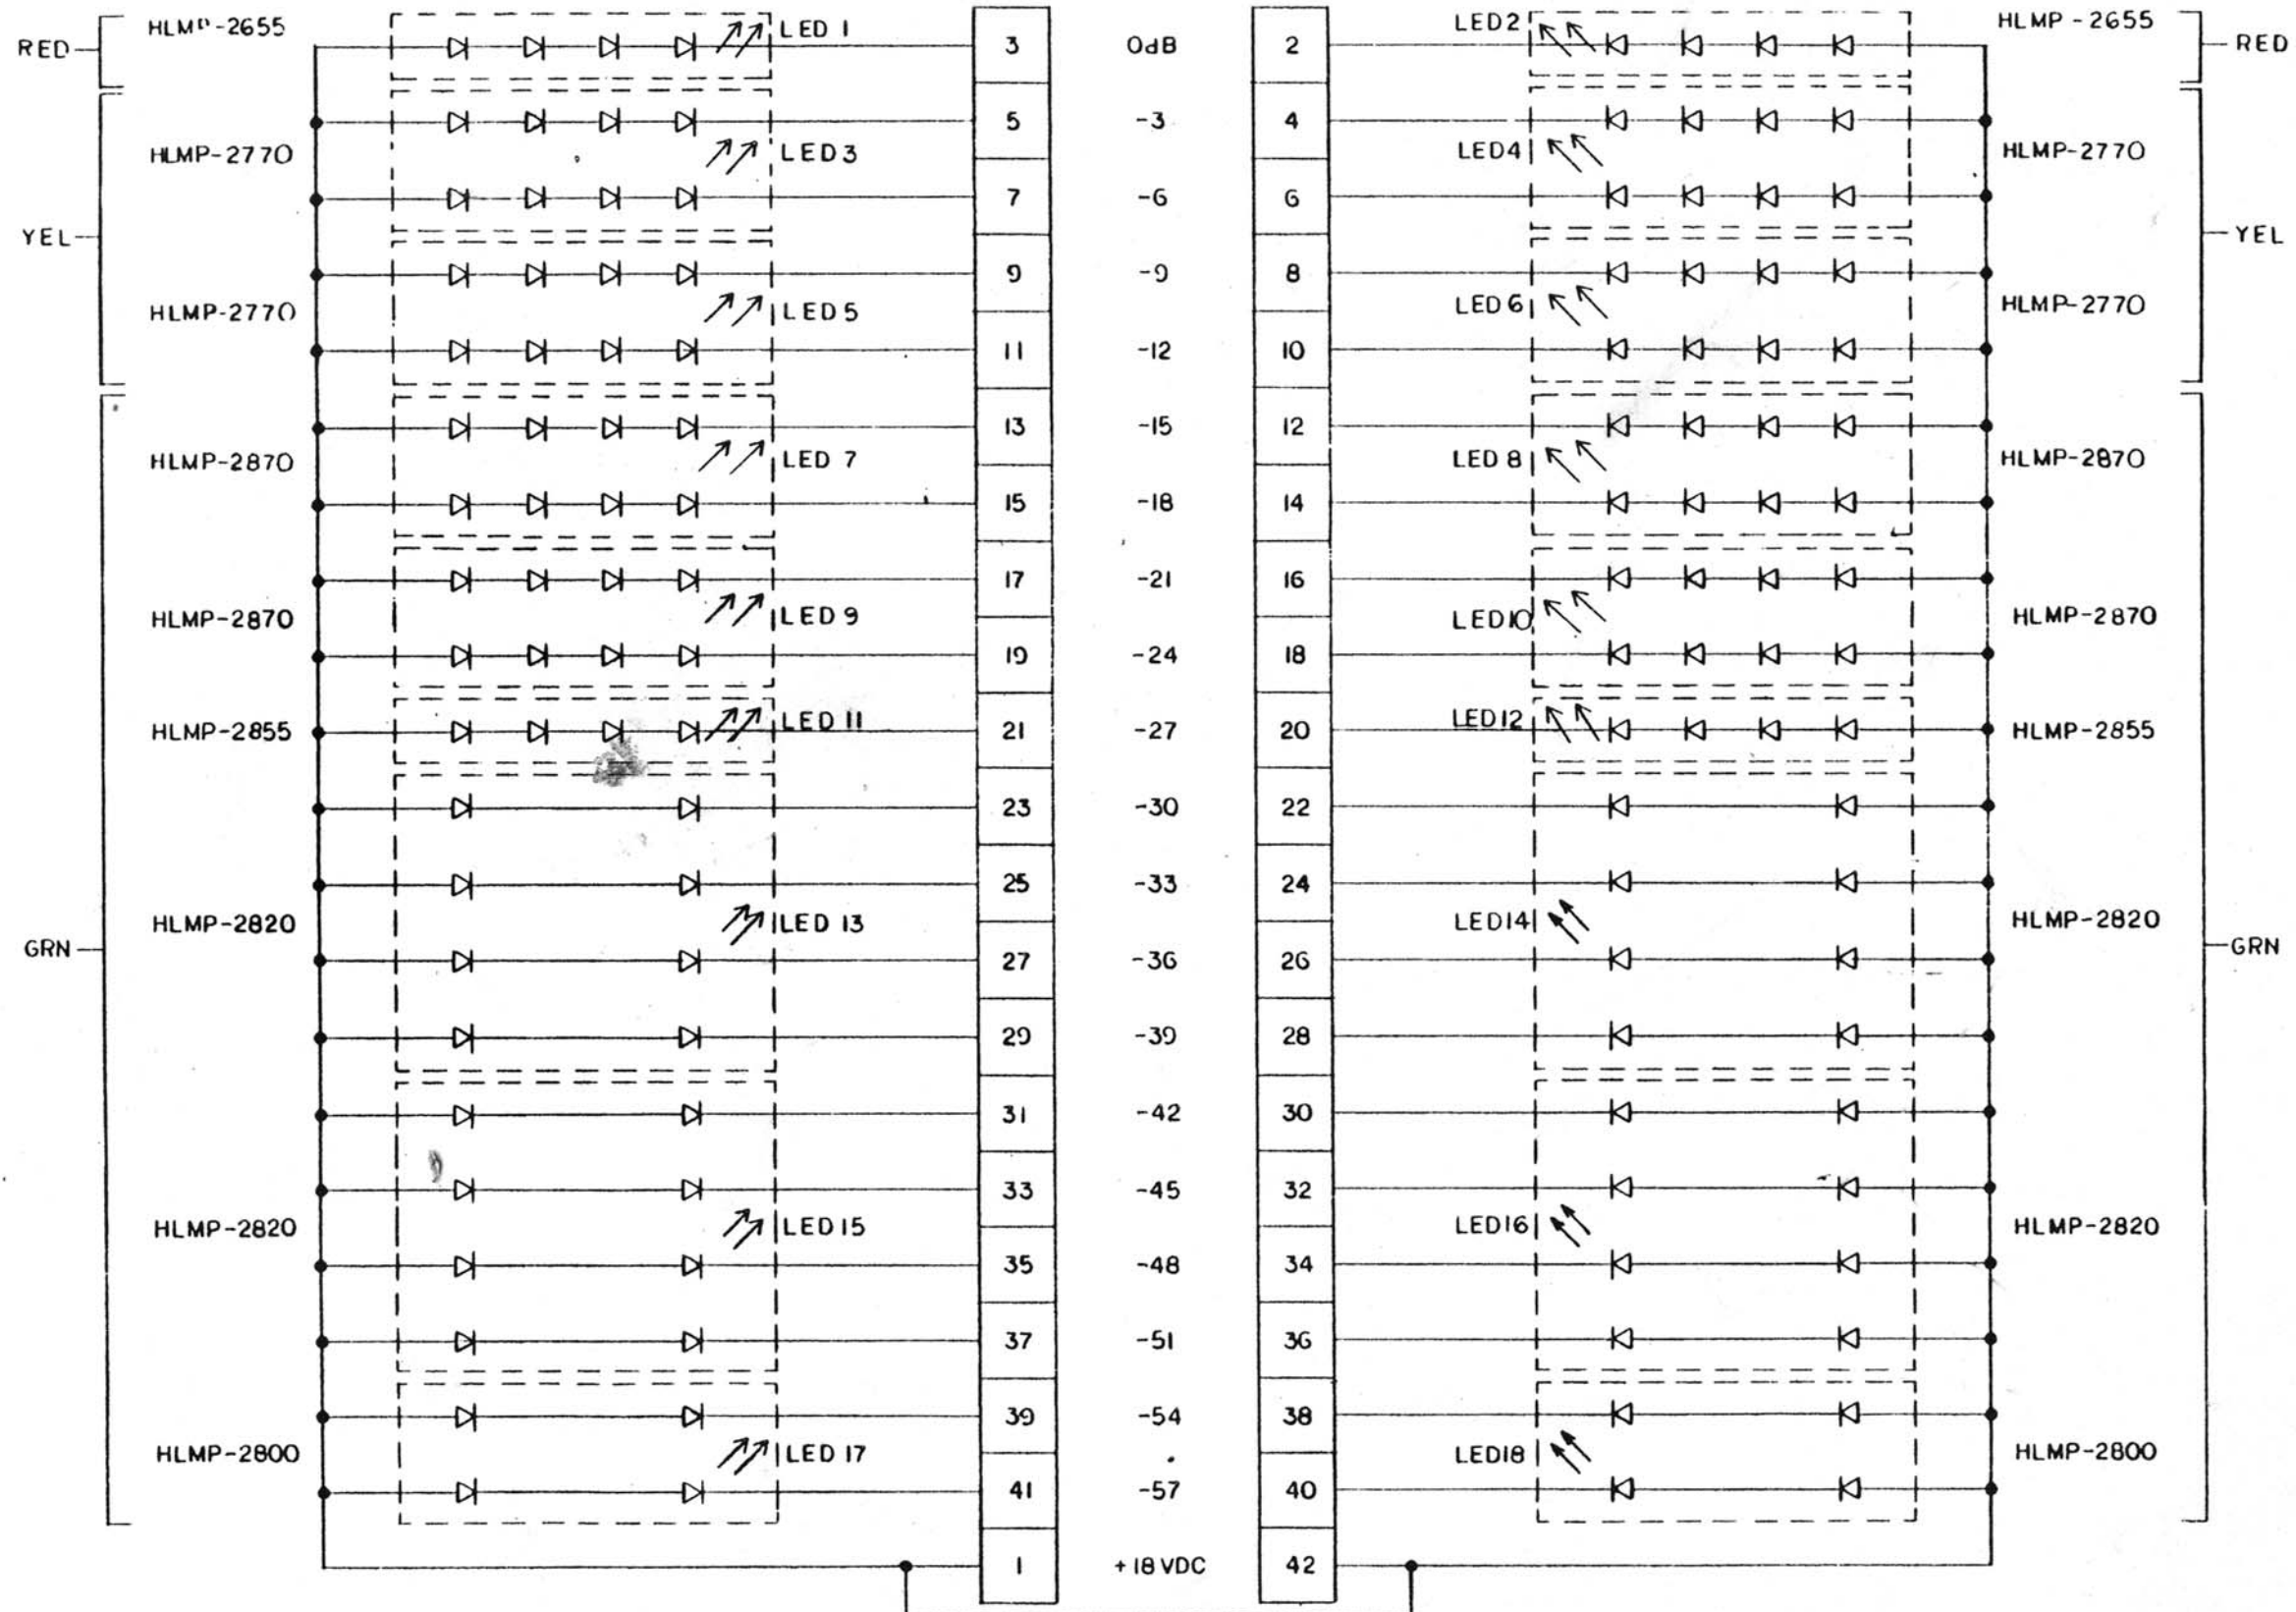 HLMP-2655 LED 1 3 0dB 2 LED2 HLMP-2655
RED RED
5 -3 4
HLMP-2770 LED3 LED4 HLMP-2770
7 -6 6
YEL YEL
9 -9 8
HLMP-2770 LED5 LED6 HLMP-2770
11 -12 10
13 -15 12
HLMP-2870 LED 7 LED 8 HLMP-2870
15 -18 14
17 -21 16
HLMP-2870 LED 9 LED10 HLMP-2870
19 -24 18
HLMP-2855 LED 11 21 -27 20 LED12 HLMP-2855
23 -30 22
25 -33 24
HLMP-2820 LED 13 LED14 HLMP-2820
GRN GRN
27 -36 26
29 -39 28
31 -42 30
33 -45 32
HLMP-2820 LED15 LED16 HLMP-2820
35 -48 34
37 -51 36
39 -54 38
HLMP-2800 LED 17 LED18 HLMP-2800
41 -57 40
1 +18VDC 42